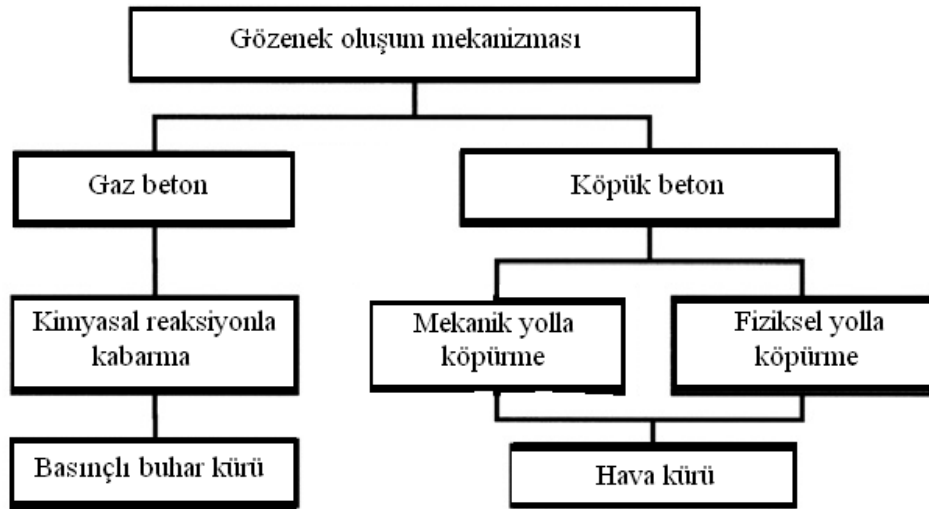 Gözenek oluşum mekanizması
Gaz beton
Köpük beton
Kimyasal reaksiyonla
kabarma
Mekanik yolla
köpürme
Fiziksel yolla
köpürme
Basınçlı buhar kürü
Hava kürü